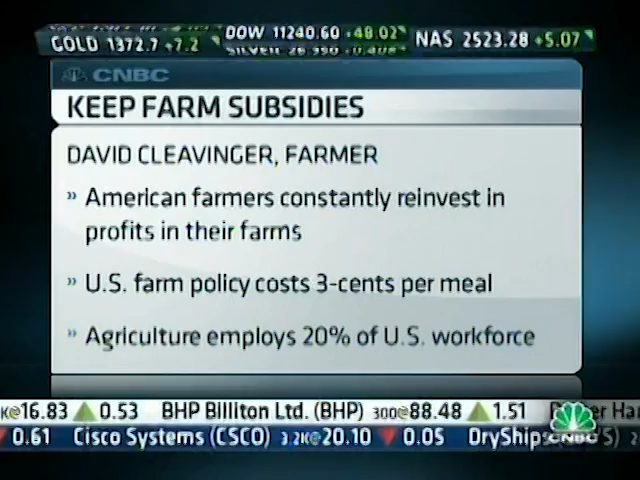 GOLD 1372.7 +7.2 DOW 11240.60 +48.02 NAS 2523.28 +5.07
CNBC
KEEP FARM SUBSIDIES
DAVID CLEAVINGER, FARMER
» American farmers constantly reinvest in
profits in their farms
» U.S. farm policy costs 3-cents per meal
» Agriculture employs 20% of U.S. workforce
K@16.83 ▲ 0.53 BHP Billiton Ltd. (BHP) 300@88.48 ▲ 1.51
▼ 0.61 Cisco Systems (CSCO) 3.2K@20.10 ▼ 0.05 DryShips
CNBC